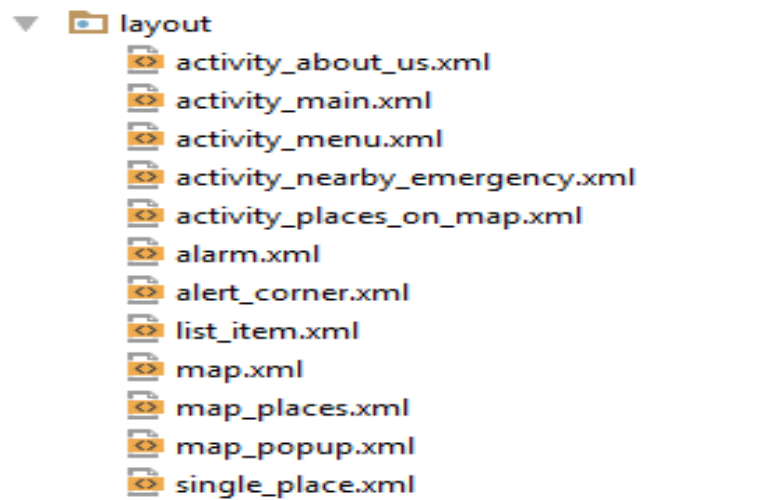 layout
activity_about_us.xml
activity_main.xml
activity_menu.xml
activity_nearby_emergency.xml
activity_places_on_map.xml
alarm.xml
alert_corner.xml
list_item.xml
map.xml
map_places.xml
map_popup.xml
single_place.xml